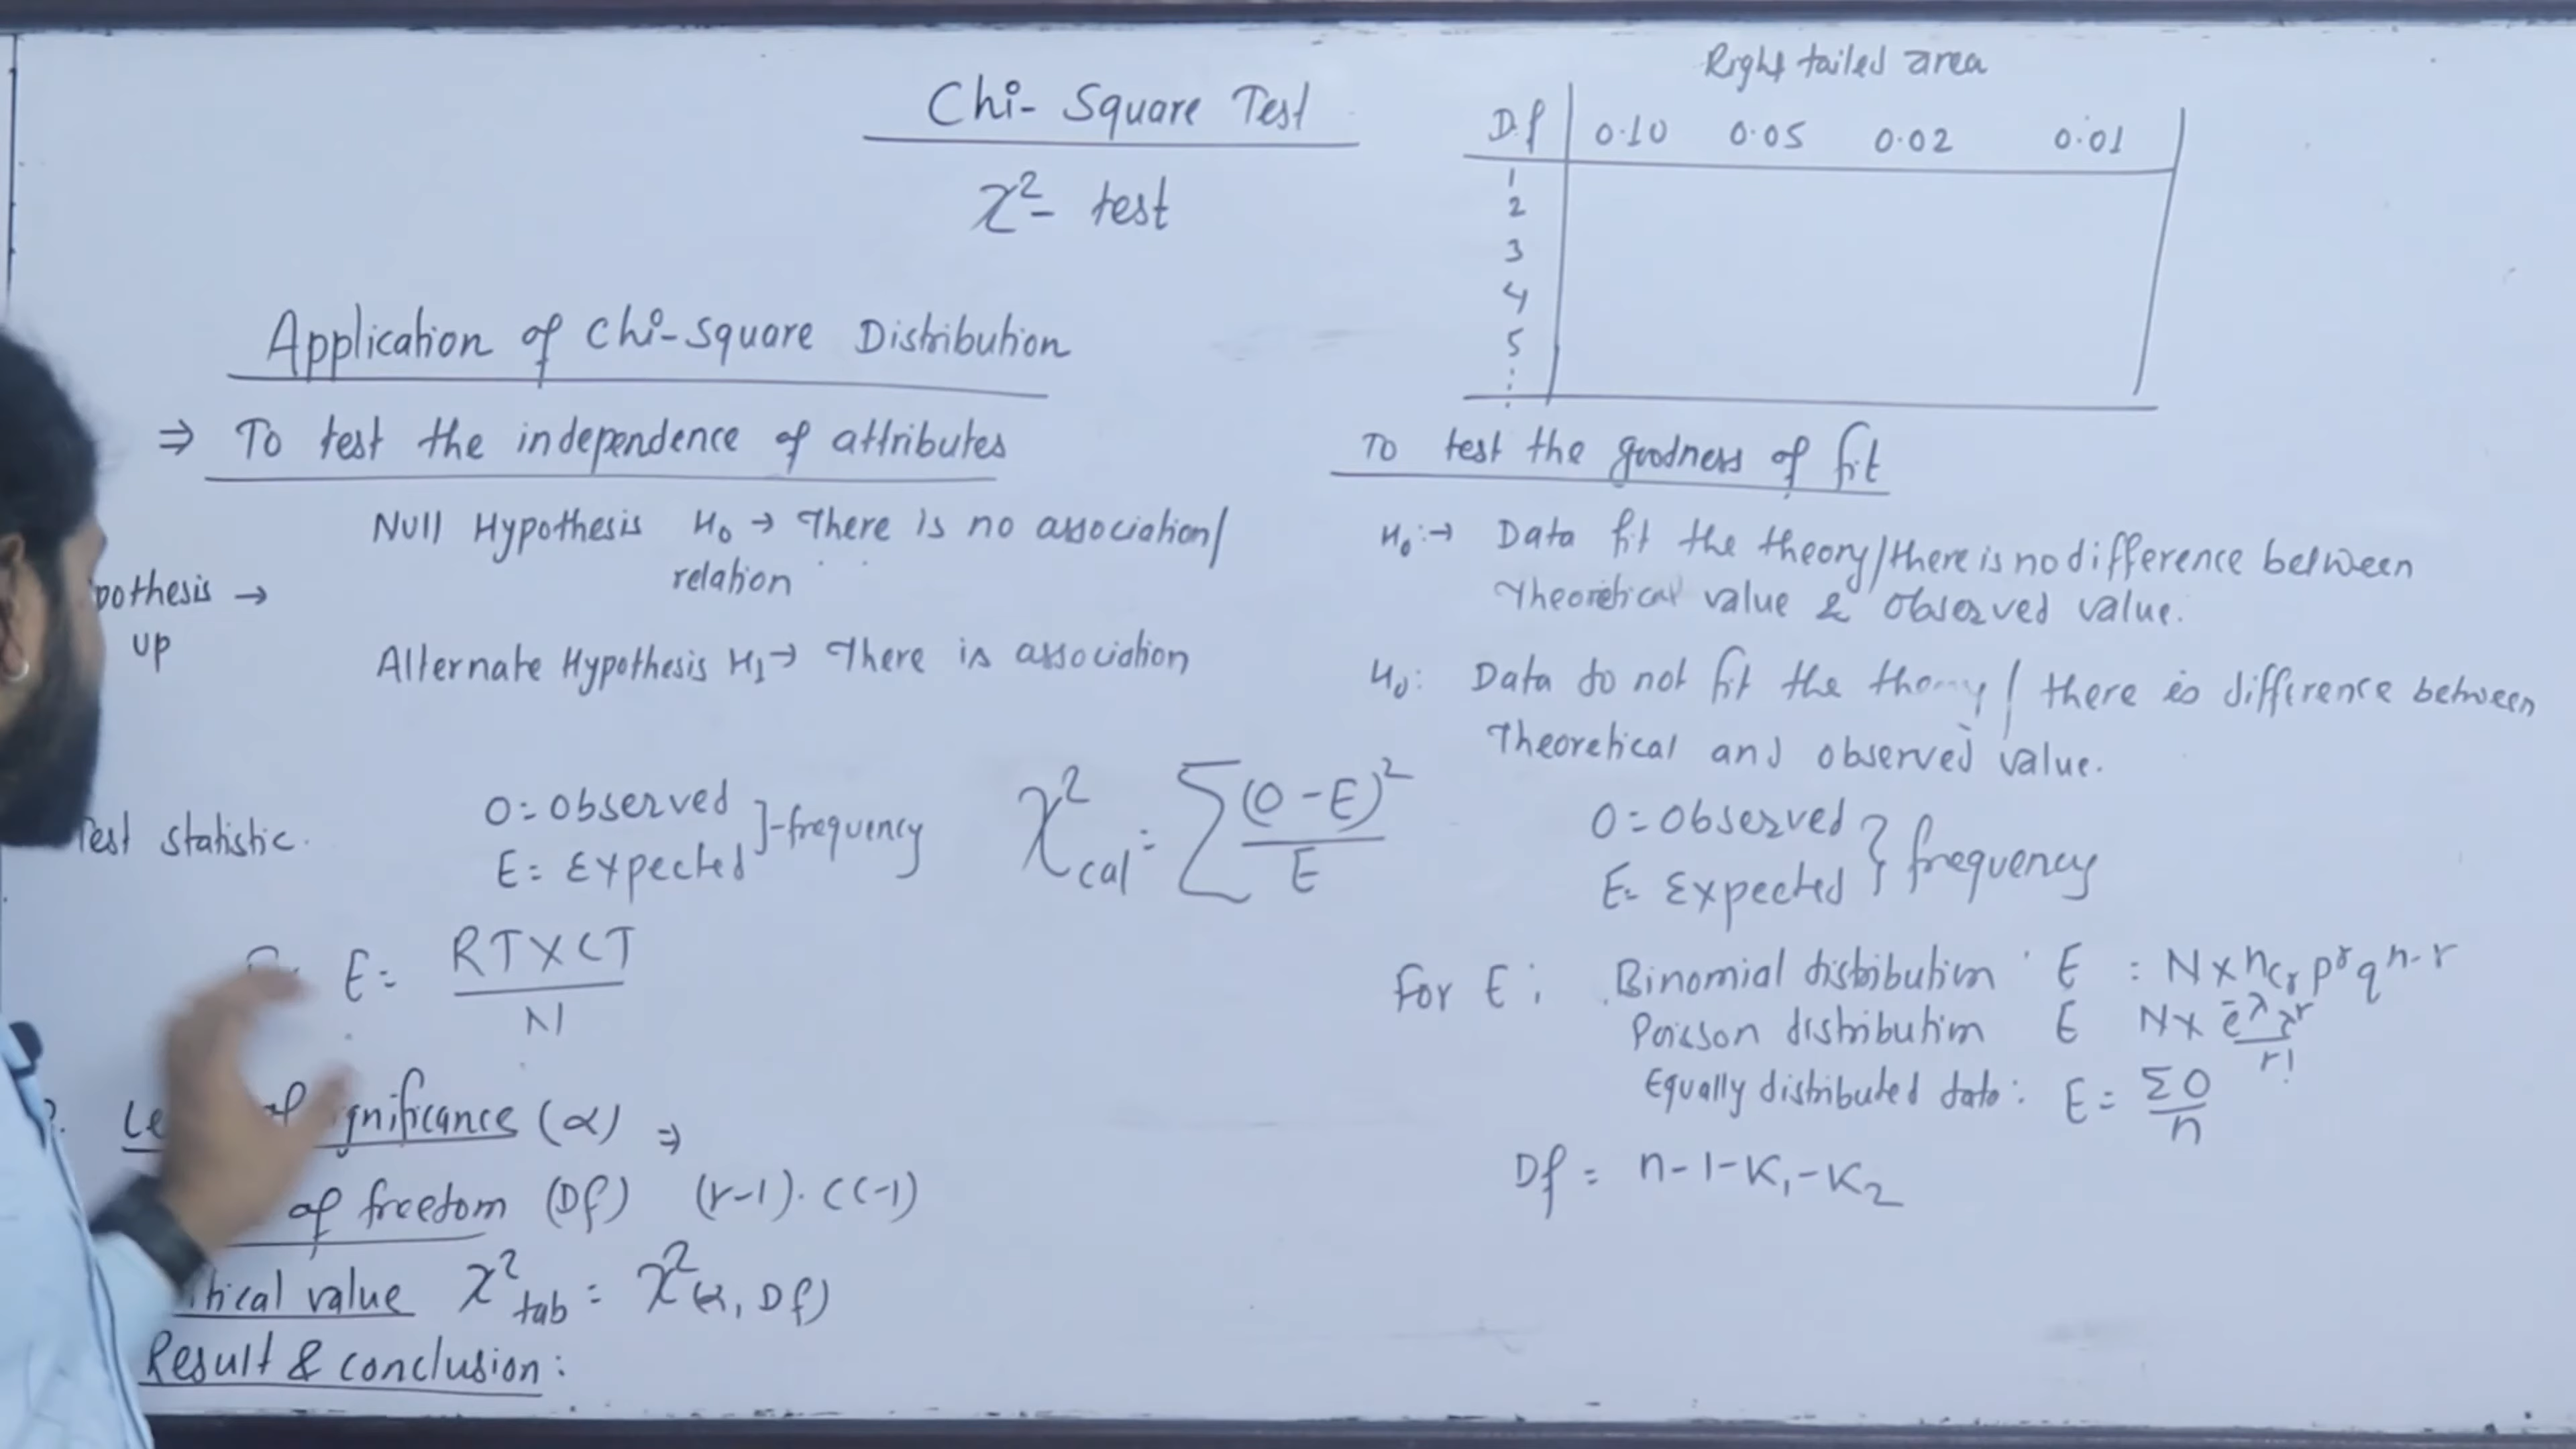 Chi- Square Test
χ²- test
Right tailed area
D.f 0.10 0.05 0.02 0.01
1
2
3
4
5
⋮
Application of Chi-Square Distribution
⇒ To test the independence of attributes
Null Hypothesis H₀ → There is no association/
relation
pothesis →
up
Alternate Hypothesis H₁→ There is association
Test statistic.
O = Observed
E = Expected ]-frequency
χ²cal = Σ(O - E)²/E
E = RT×CT/N
ignificance (α) ⇒
of freedom (Df) (r-1).(c-1)
tical value χ²tab = χ²(α, Df)
Result & conclusion:
To test the goodness of fit
H₀:→ Data fit the theory/there is no difference between
Theoretical value & observed value.
H₀: Data do not fit the / there is difference between
Theoretical and observed value.
O = Observed
E = Expected } frequency
For E : Binomial distribution E : N × nCr pʳ qⁿ⁻ʳ
Poisson distribution E N× e⁻λ λʳ/r!
Equally distributed data: E = ΣO/n
Df = n-1-K₁-K₂